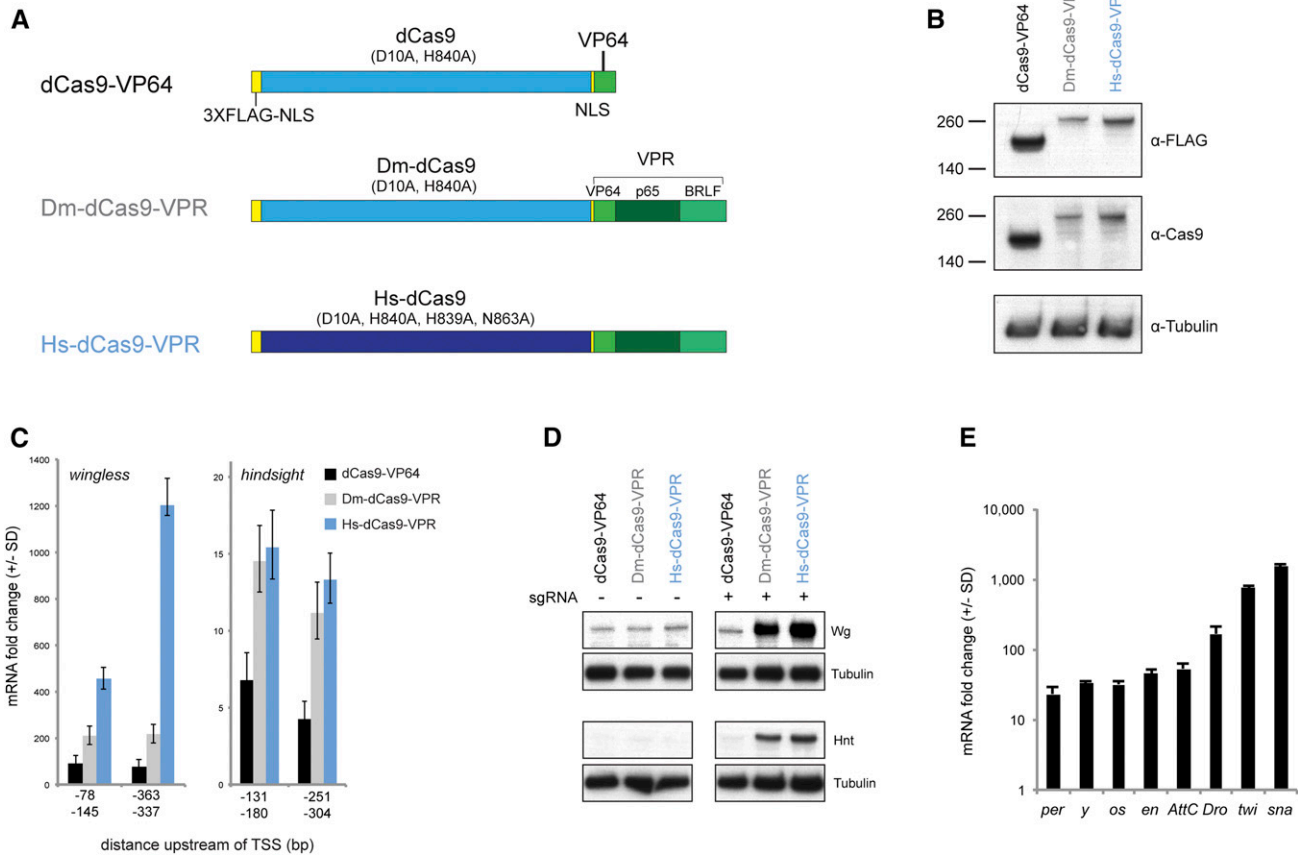 A
dCas9
(D10A, H840A)
VP64
dCas9-VP64
3XFLAG-NLS
NLS
Dm-dCas9
(D10A, H840A)
VPR
VP64 p65 BRLF
Dm-dCas9-VPR
Hs-dCas9
(D10A, H840A, H839A, N863A)
Hs-dCas9-VPR
B
dCas9-VP64
260
140
α-FLAG
260
140
α-Cas9
α-Tubulin
C
mRNA fold change (+/- SD)
1400
1200
1000
800
600
400
200
0
wingless
-78
-145
-363
-337
20
15
10
5
0
hindsight
-131
-180
-251
-304
dCas9-VP64
Dm-dCas9-VPR
Hs-dCas9-VPR
distance upstream of TSS (bp)
D
dCas9-VP64
Dm-dCas9-VPR
Hs-dCas9-VPR
dCas9-VP64
Dm-dCas9-VPR
Hs-dCas9-VPR
sgRNA - - - + + +
Wg
Tubulin
Hnt
Tubulin
E
mRNA fold change (+/- SD)
10,000
1,000
100
10
1
per y os en AttC Dro twi sna